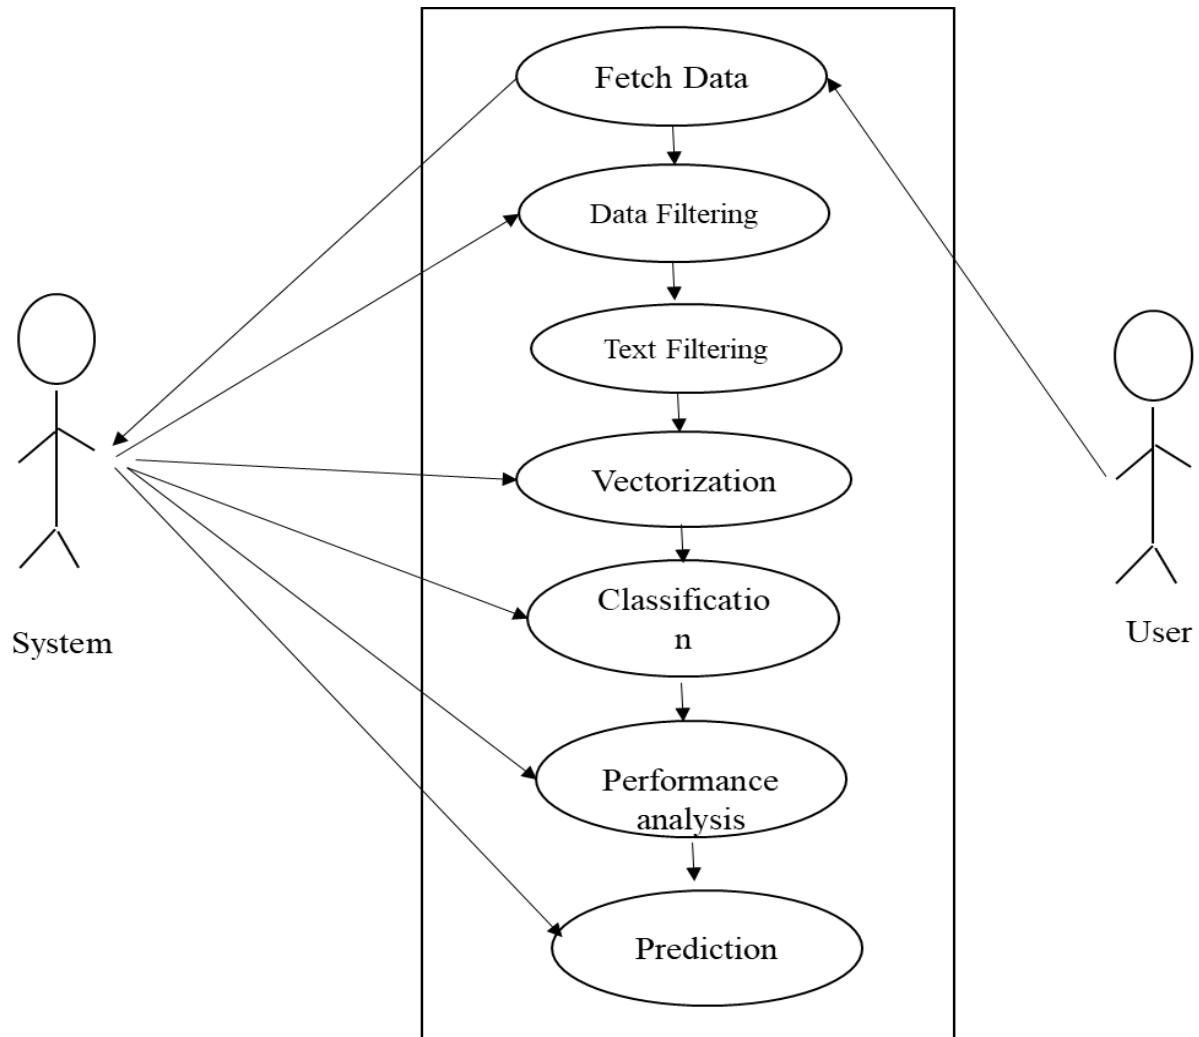 Fetch Data
Data Filtering
Text Filtering
Vectorization
Classificatio
n
System
User
Performance
analysis
Prediction